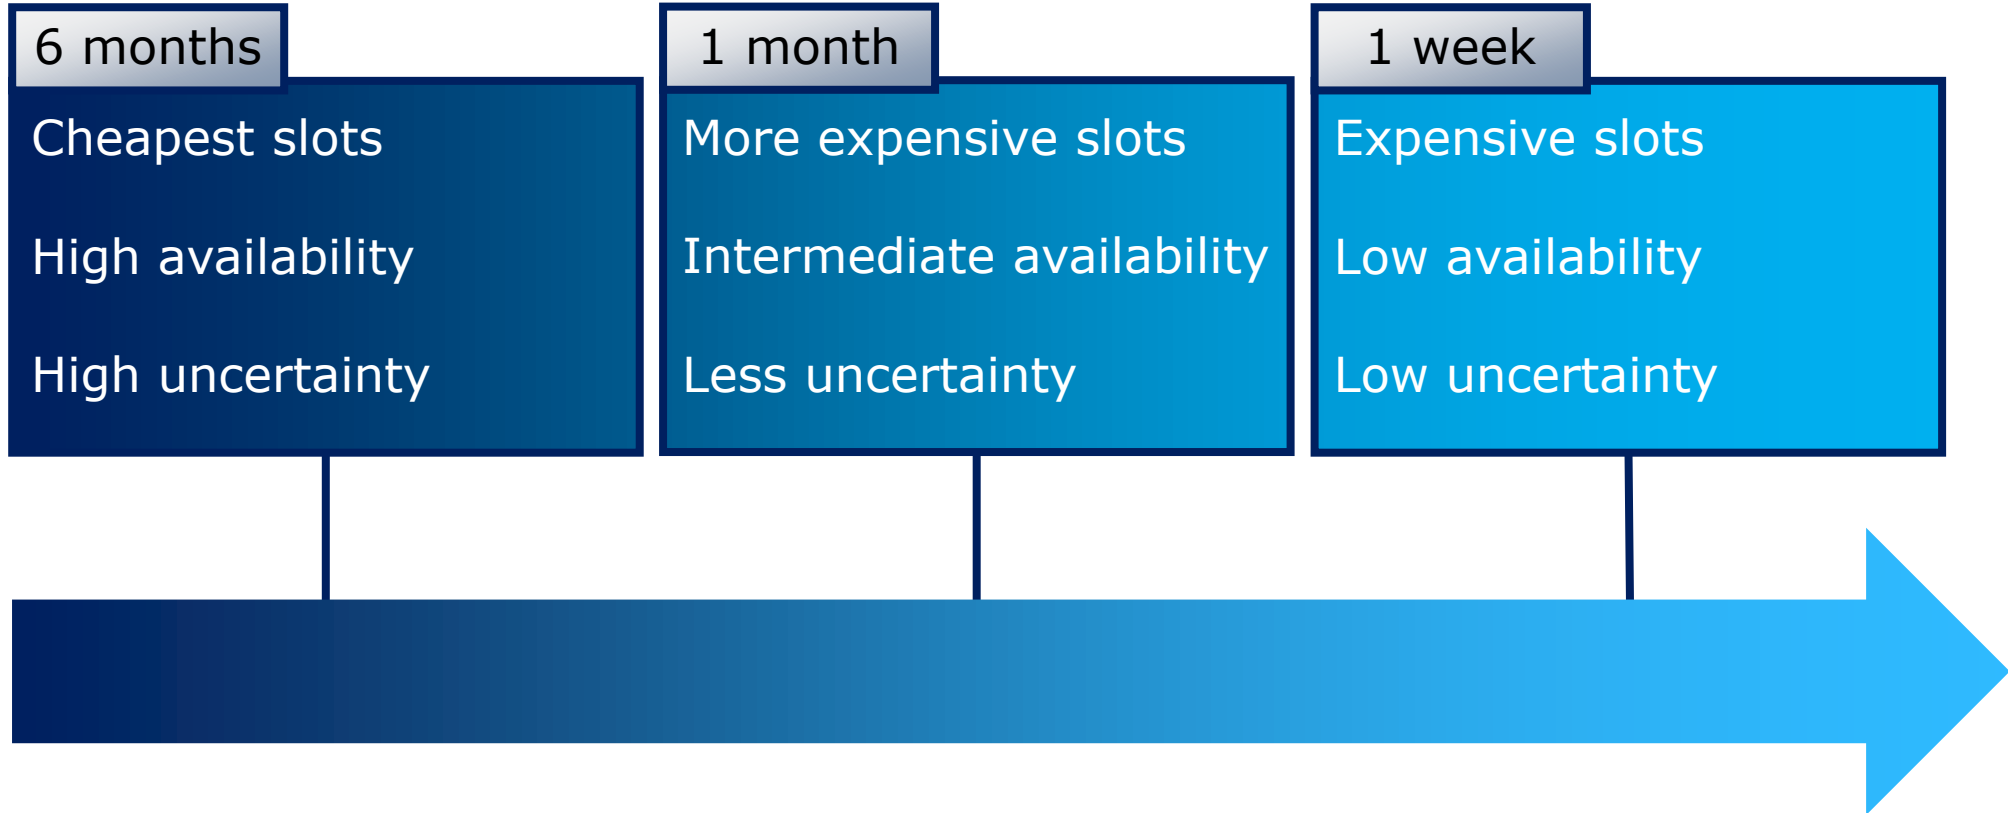 6 months
Cheapest slots
High availability
High uncertainty
1 month
More expensive slots
Intermediate availability
Less uncertainty
1 week
Expensive slots
Low availability
Low uncertainty